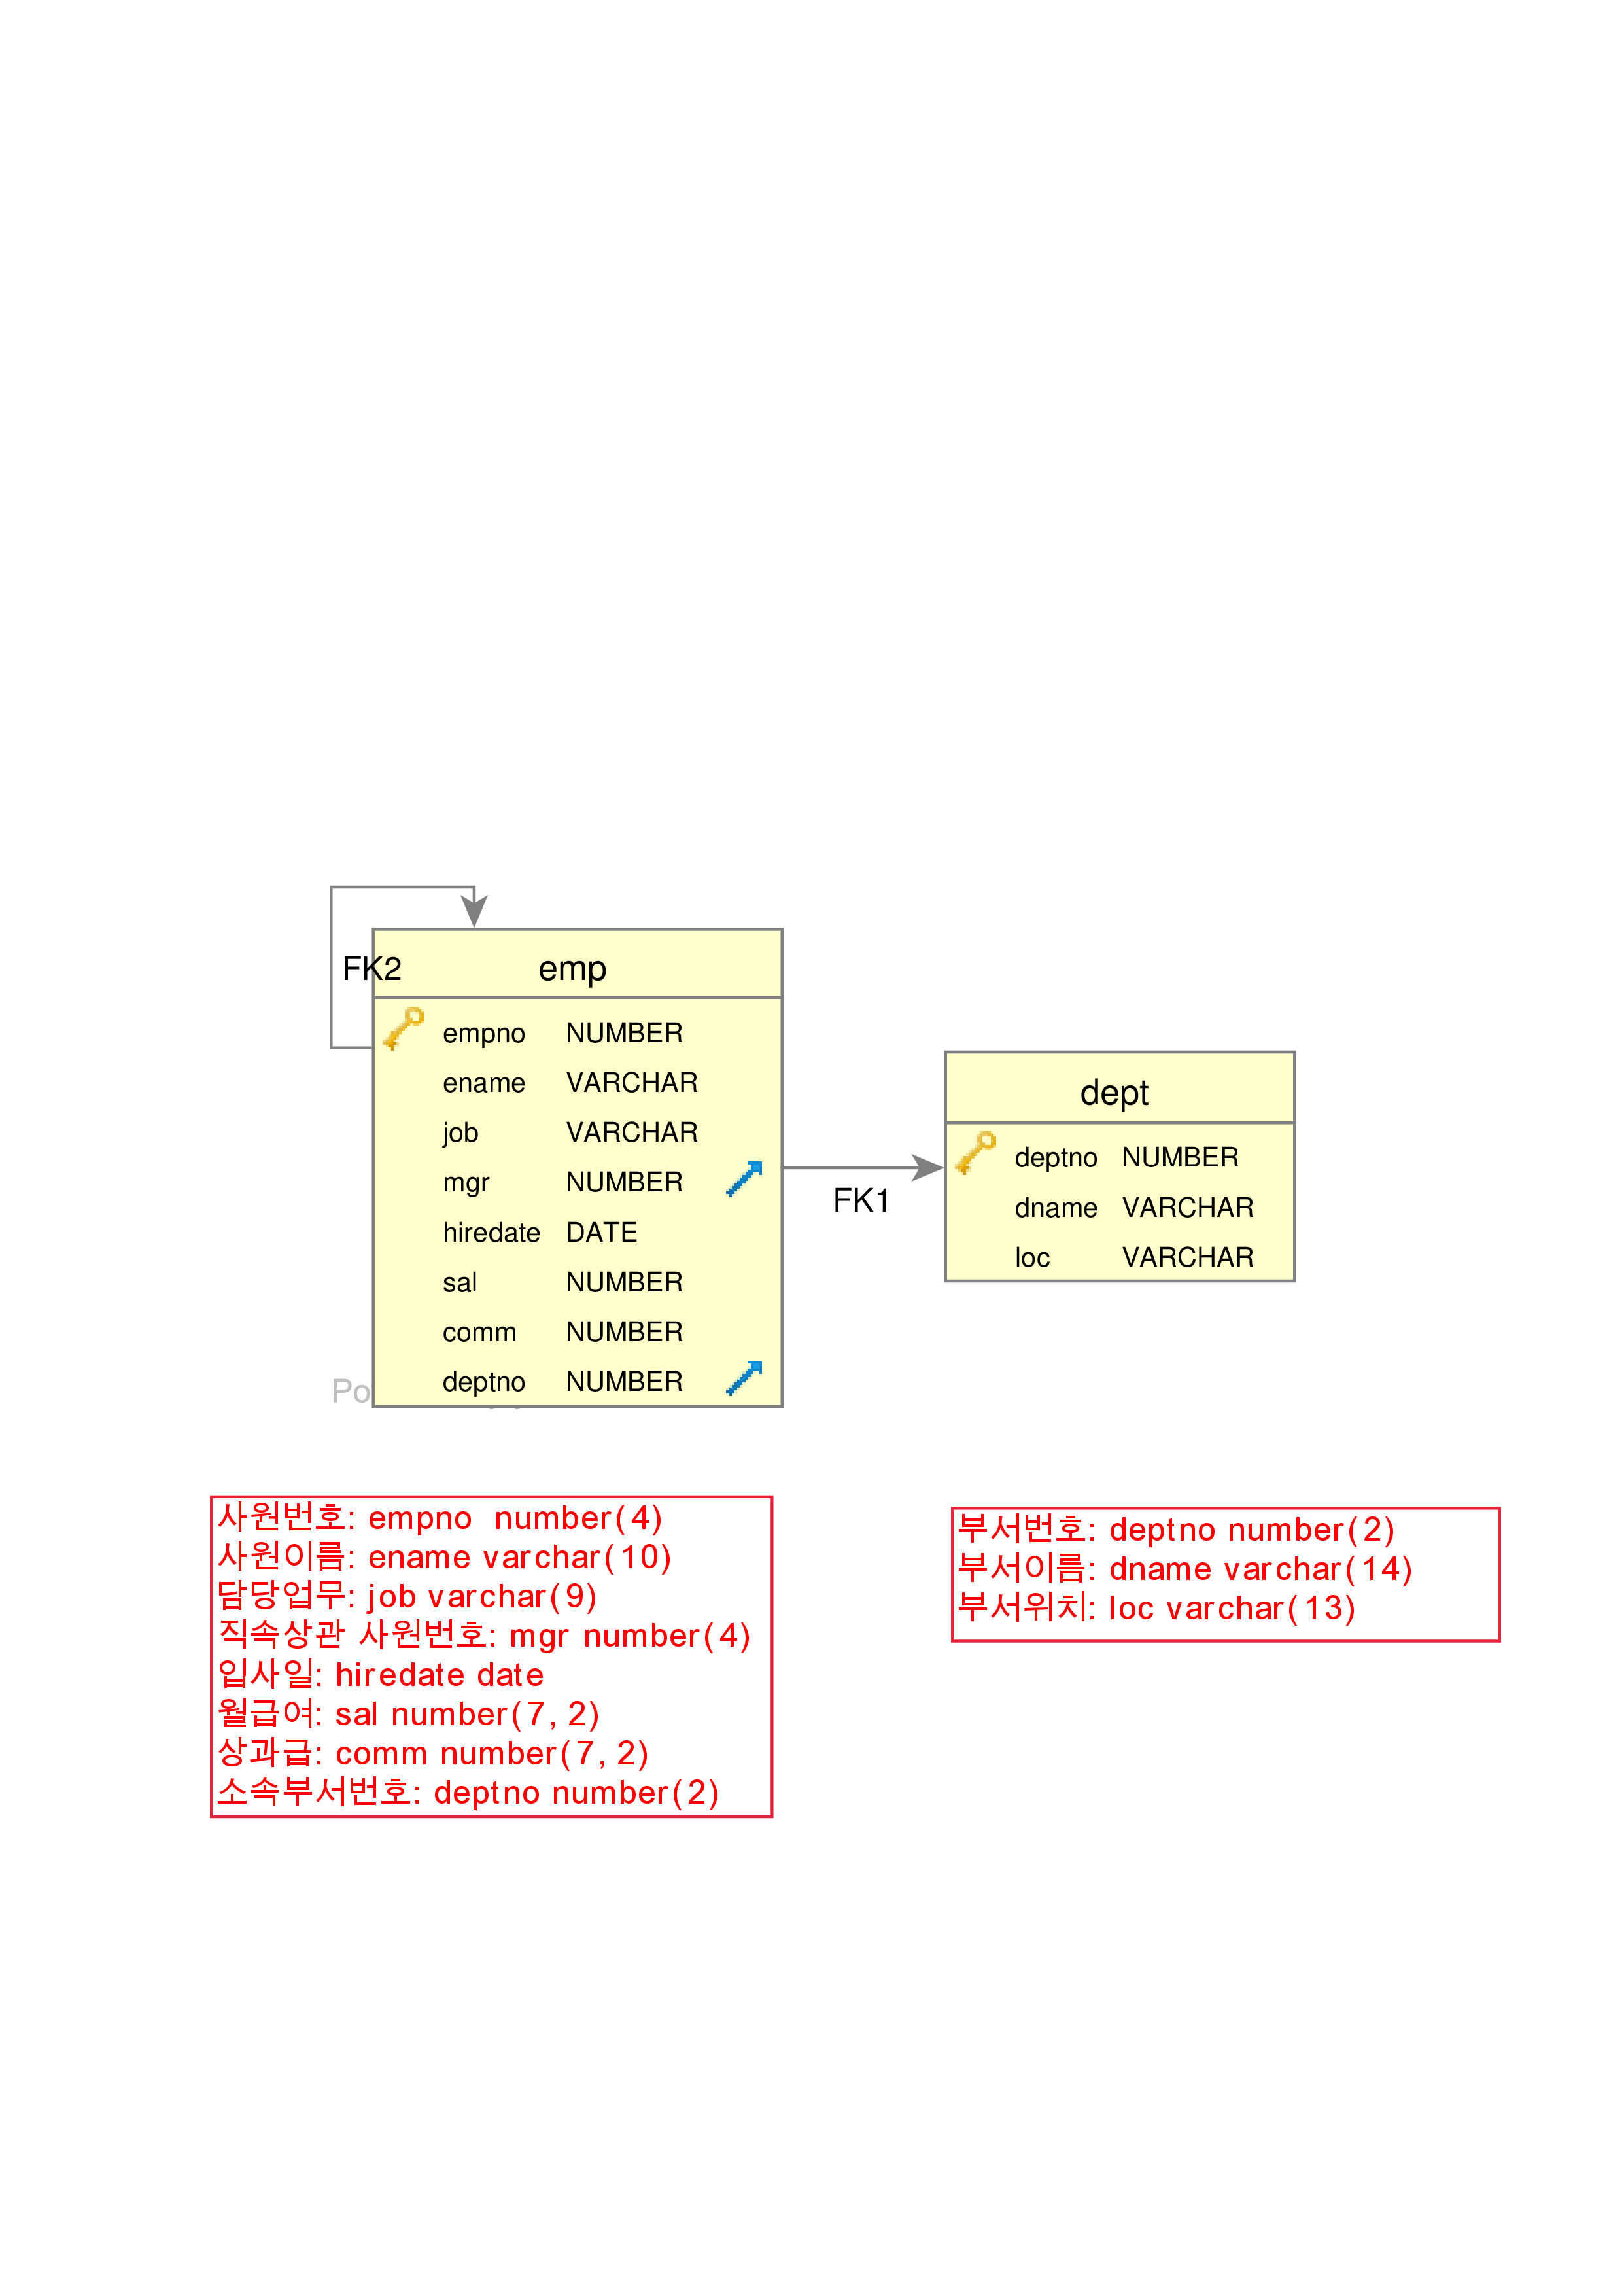 FK2
emp
empno NUMBER
ename VARCHAR
job VARCHAR
mgr NUMBER
hiredate DATE
sal NUMBER
comm NUMBER
deptno NUMBER
FK1
dept
deptno NUMBER
dname VARCHAR
loc VARCHAR
사원번호: empno number(4)
사원이름: ename varchar(10)
담당업무: job varchar(9)
직속상관 사원번호: mgr number(4)
입사일: hiredate date
월급여: sal number(7, 2)
상과급: comm number(7, 2)
소속부서번호: deptno number(2)
부서번호: deptno number(2)
부서이름: dname varchar(14)
부서위치: loc varchar(13)